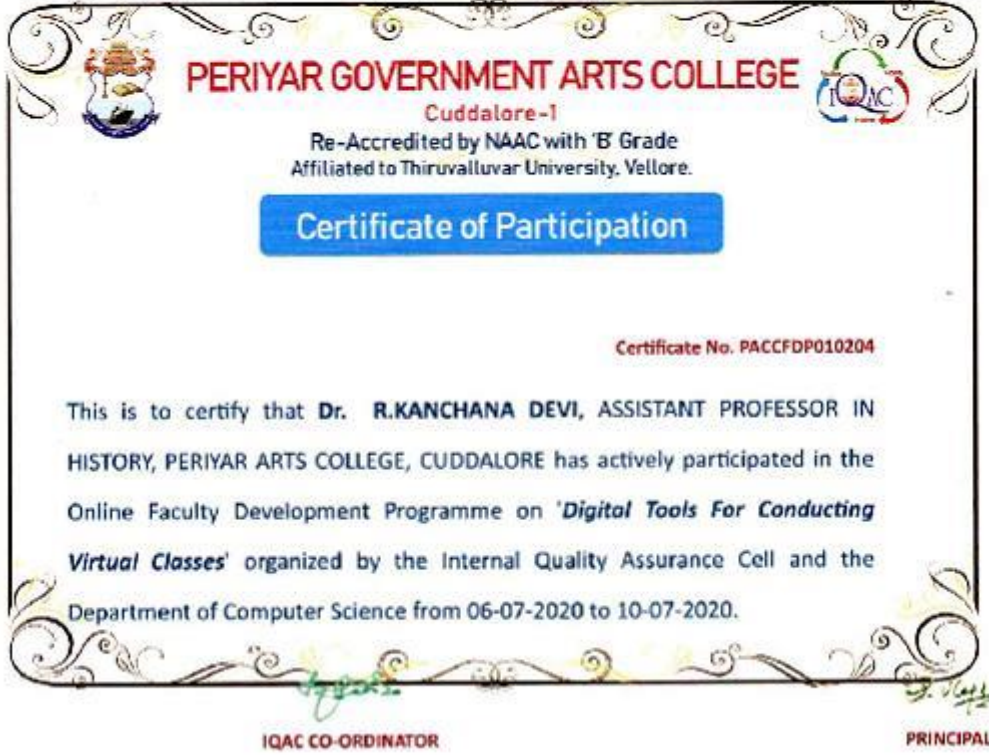 PERIYAR GOVERNMENT ARTS COLLEGE
IQAC
Cuddalore-1
Re-Accredited by NAAC with 'B' Grade
Affiliated to Thiruvalluvar University, Vellore.
Certificate of Participation
Certificate No. PACCFDP010204
This is to certify that Dr. R.KANCHANA DEVI, ASSISTANT PROFESSOR IN
HISTORY, PERIYAR ARTS COLLEGE, CUDDALORE has actively participated in the
Online Faculty Development Programme on 'Digital Tools For Conducting
Virtual Classes' organized by the Internal Quality Assurance Cell and the
Department of Computer Science from 06-07-2020 to 10-07-2020.
IQAC CO-ORDINATOR
PRINCIPAL